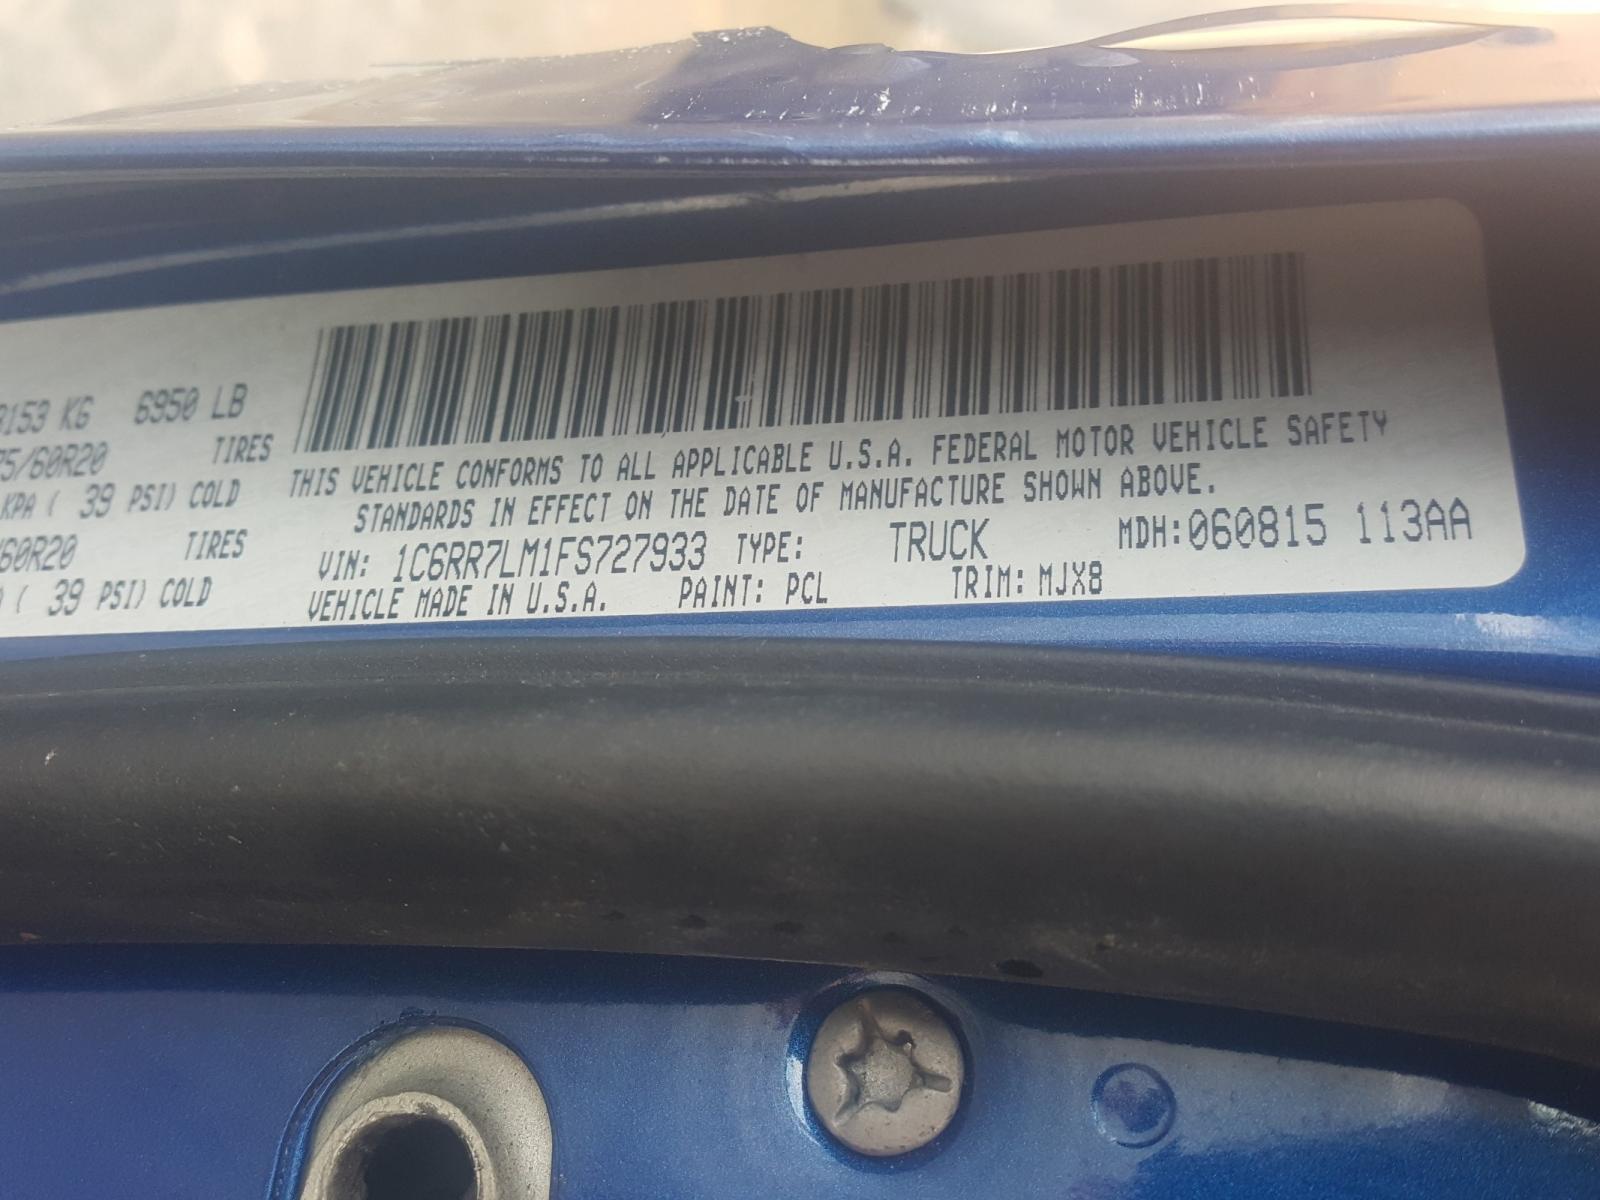 3153 KG 6950 LB
75/60R20 TIRES
KPA ( 39 PSI) COLD
/60R20 TIRES
( 39 PSI) COLD
THIS VEHICLE CONFORMS TO ALL APPLICABLE U.S.A. FEDERAL MOTOR VEHICLE SAFETY
STANDARDS IN EFFECT ON THE DATE OF MANUFACTURE SHOWN ABOVE.
VIN: 1C6RR7LM1FS727933 TYPE: TRUCK MDH:060815 113AA
VEHICLE MADE IN U.S.A. PAINT: PCL TRIM: MJX8